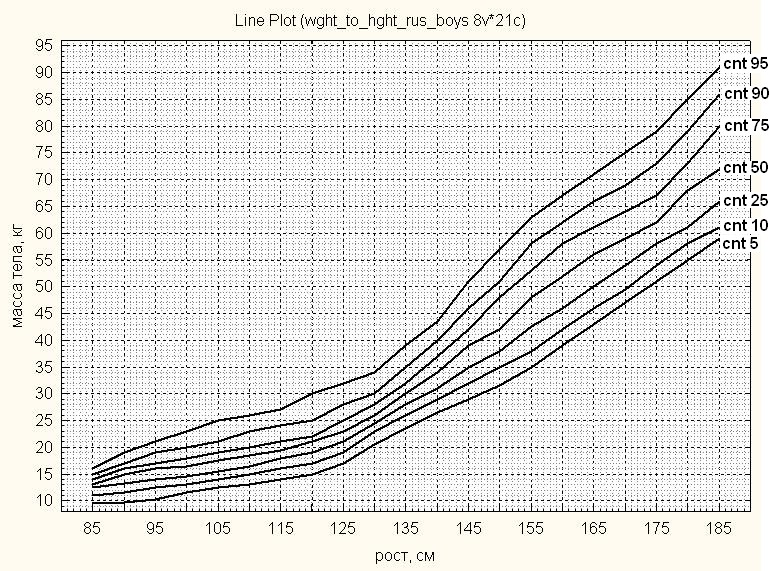 Line Plot (wght_to_hght_rus_boys 8v*21c)
95
90
85
80
75
70
65
60
55
50
45
40
35
30
25
20
15
10
масса тела, кг
cnt 95
cnt 90
cnt 75
cnt 50
cnt 25
cnt 10
cnt 5
85 95 105 115 125 135 145 155 165 175 185
рост, см